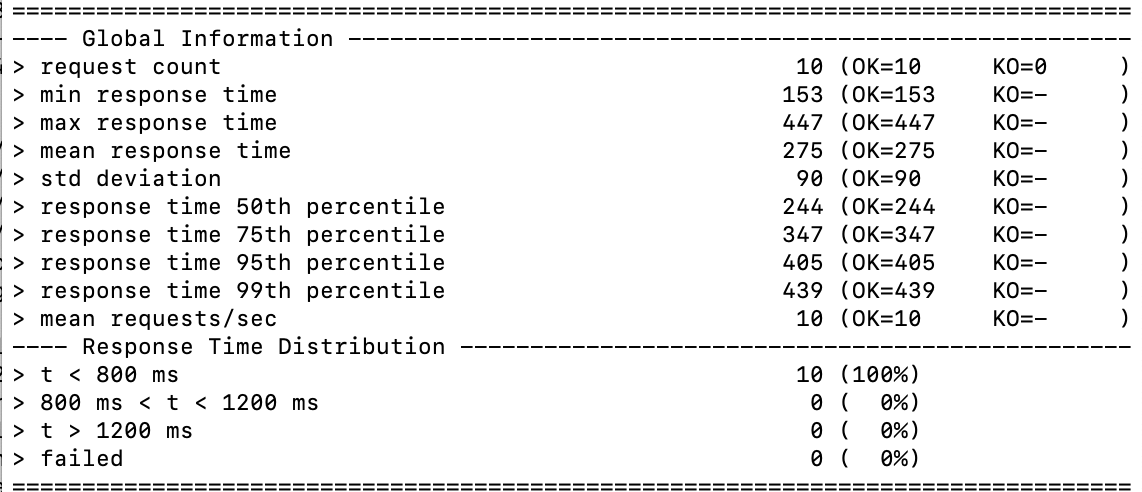 ================================================================================
---- Global Information --------------------------------------------------------
> request count                                         10 (OK=10     KO=0     )
> min response time                                    153 (OK=153    KO=-     )
> max response time                                    447 (OK=447    KO=-     )
> mean response time                                   275 (OK=275    KO=-     )
> std deviation                                         90 (OK=90     KO=-     )
> response time 50th percentile                        244 (OK=244    KO=-     )
> response time 75th percentile                        347 (OK=347    KO=-     )
> response time 95th percentile                        405 (OK=405    KO=-     )
> response time 99th percentile                        439 (OK=439    KO=-     )
> mean requests/sec                                     10 (OK=10     KO=-     )
---- Response Time Distribution ------------------------------------------------
> t < 800 ms                                            10 (100%)
> 800 ms < t < 1200 ms                                   0 (  0%)
> t > 1200 ms                                            0 (  0%)
> failed                                                 0 (  0%)
================================================================================